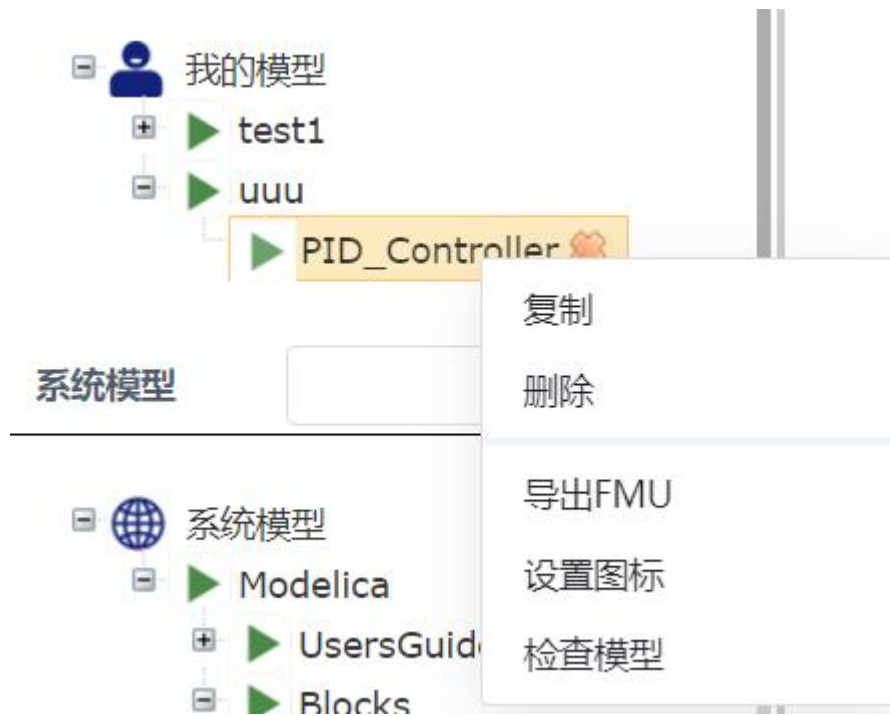 我的模型
test1
uuu
PID_Controller
复制
删除
系统模型
导出FMU
设置图标
检查模型
系统模型
Modelica
UsersGuid
Blocks